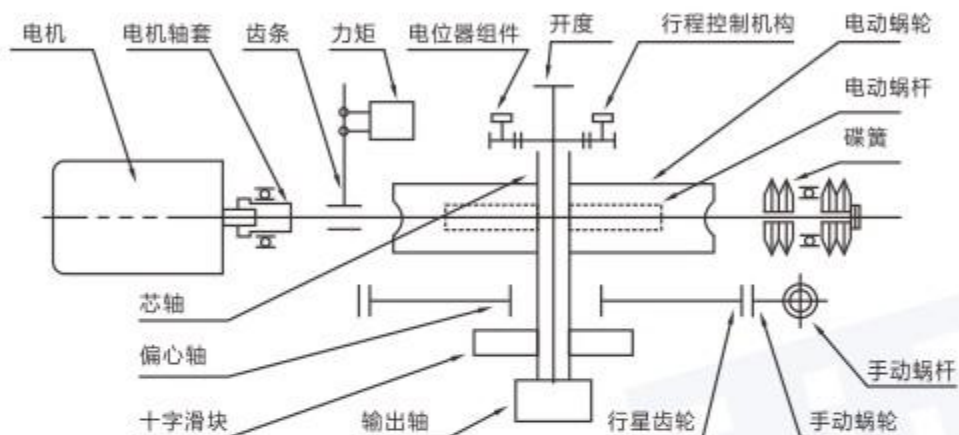 电机
电机轴套
齿条
力矩
电位器组件
开度
行程控制机构
电动蜗轮
电动蜗杆
碟簧
芯轴
偏心轴
手动蜗杆
十字滑块
输出轴
行星齿轮
手动蜗轮